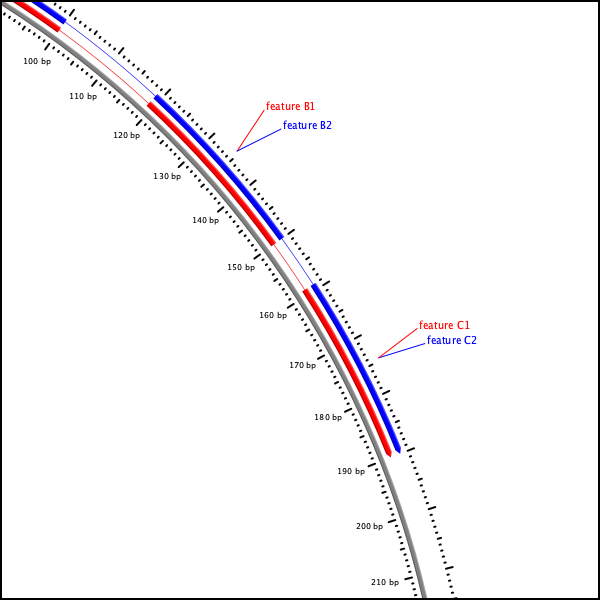 100 bp
110 bp
feature B1
feature B2
120 bp
130 bp
140 bp
150 bp
160 bp
feature C1
feature C2
170 bp
180 bp
190 bp
200 bp
210 bp